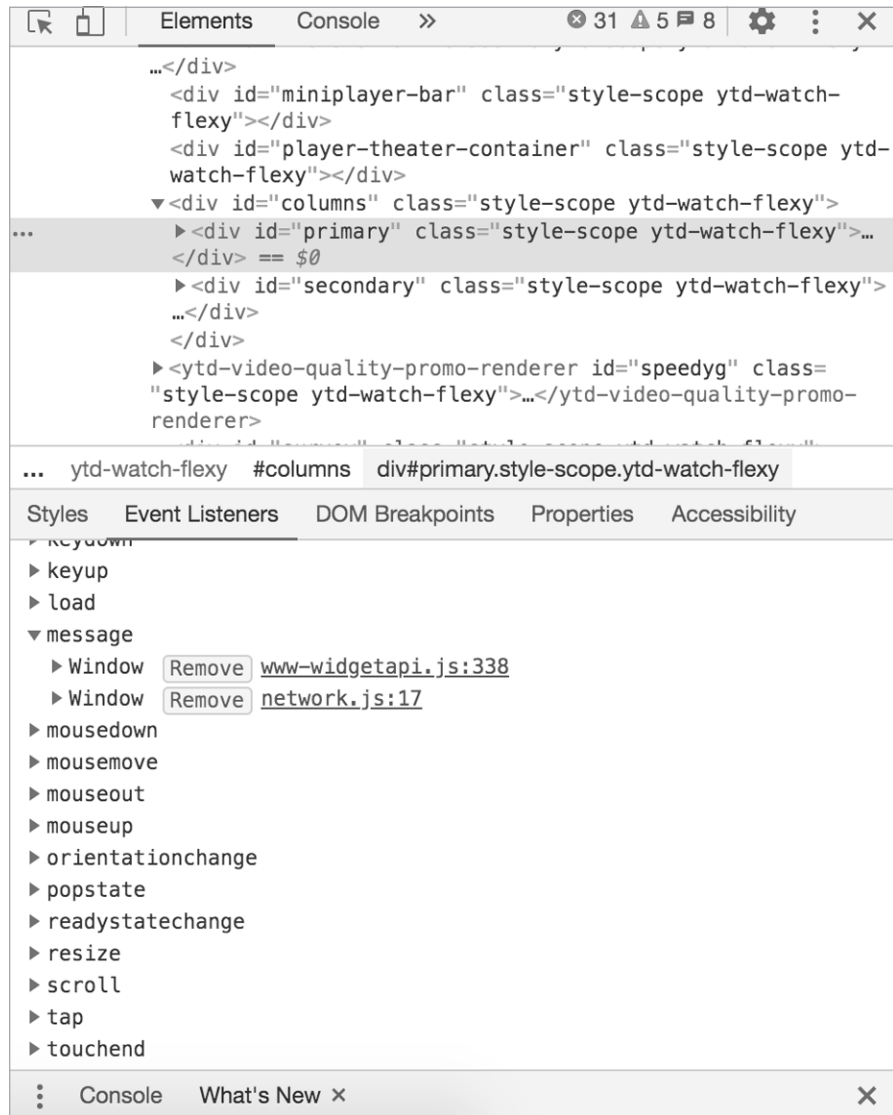 Elements Console » 31 5 8
…</div>
<div id="miniplayer-bar" class="style-scope ytd-watch-
flexy"></div>
<div id="player-theater-container" class="style-scope ytd-
watch-flexy"></div>
▼<div id="columns" class="style-scope ytd-watch-flexy">
… ▶<div id="primary" class="style-scope ytd-watch-flexy">…
</div> == $0
▶<div id="secondary" class="style-scope ytd-watch-flexy">
…</div>
</div>
▶<ytd-video-quality-promo-renderer id="speedyg" class=
"style-scope ytd-watch-flexy">…</ytd-video-quality-promo-
renderer>
… ytd-watch-flexy #columns div#primary.style-scope.ytd-watch-flexy
Styles Event Listeners DOM Breakpoints Properties Accessibility
▶keydown
▶keyup
▶load
▼message
▶Window Remove www-widgetapi.js:338
▶Window Remove network.js:17
▶mousedown
▶mousemove
▶mouseout
▶mouseup
▶orientationchange
▶popstate
▶readystatechange
▶resize
▶scroll
▶tap
▶touchend
Console What's New ×